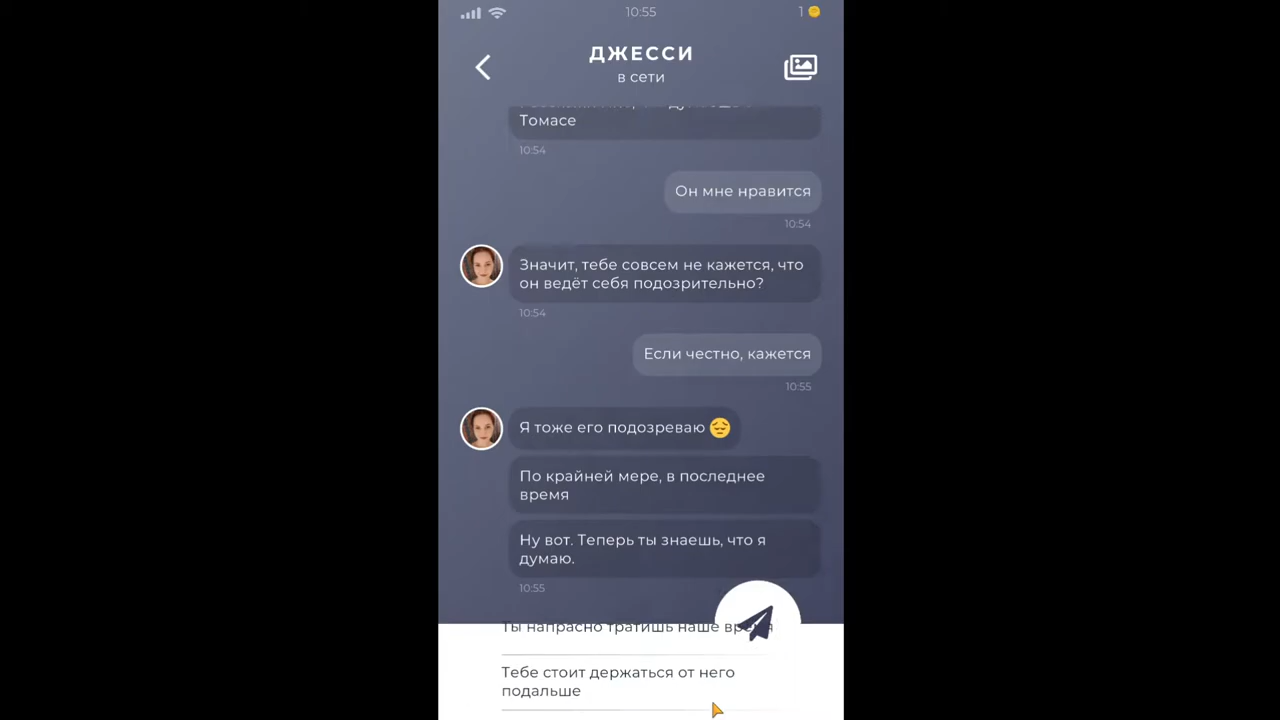 10:55
1
ДЖЕССИ
в сети
Томасе
10:54
Он мне нравится
10:54
Значит, тебе совсем не кажется, что
он ведёт себя подозрительно?
10:54
Если честно, кажется
10:55
Я тоже его подозреваю 😔
По крайней мере, в последнее
время
Ну вот. Теперь ты знаешь, что я
думаю.
10:55
Ты напрасно тратишь наше время
Тебе стоит держаться от него
подальше